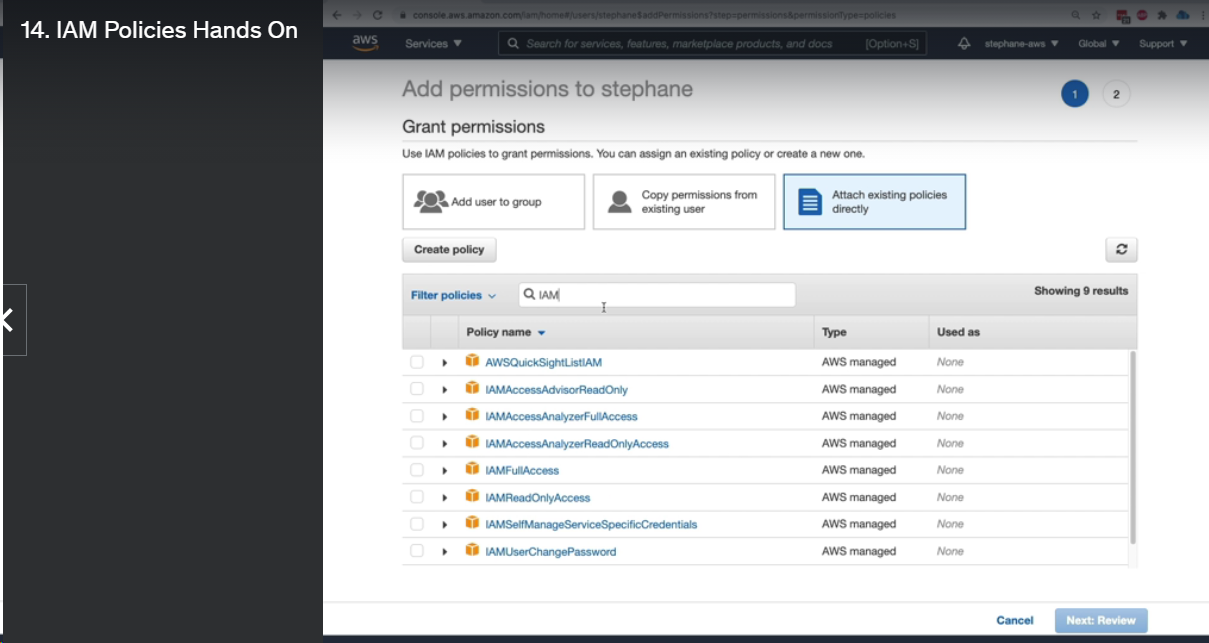 14. IAM Policies Hands On
console.aws.amazon.com/iam/home#/users/stephane$addPermissions?step=permissions&permissionType=policies
aws Services Search for services, features, marketplace products, and docs [Option+S] stephane-aws Global Support
Add permissions to stephane
1 2
Grant permissions
Use IAM policies to grant permissions. You can assign an existing policy or create a new one.
Add user to group
Copy permissions from
existing user
Attach existing policies
directly
Create policy
Filter policies IAM Showing 9 results
Policy name Type Used as
AWSQuickSightListIAM AWS managed None
IAMAccessAdvisorReadOnly AWS managed None
IAMAccessAnalyzerFullAccess AWS managed None
IAMAccessAnalyzerReadOnlyAccess AWS managed None
IAMFullAccess AWS managed None
IAMReadOnlyAccess AWS managed None
IAMSelfManageServiceSpecificCredentials AWS managed None
IAMUserChangePassword AWS managed None
Cancel Next: Review